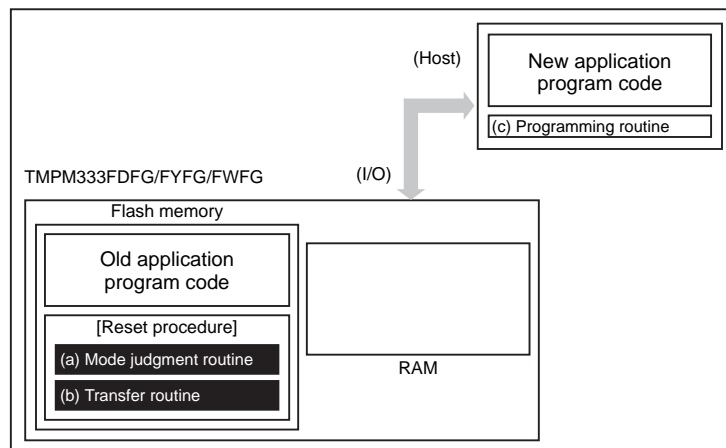 (Host)
New application
program code
(c) Programming routine
TMPM333FDFG/FYFG/FWFG
(I/O)
Flash memory
Old application
program code
[Reset procedure]
(a) Mode judgment routine
(b) Transfer routine
RAM